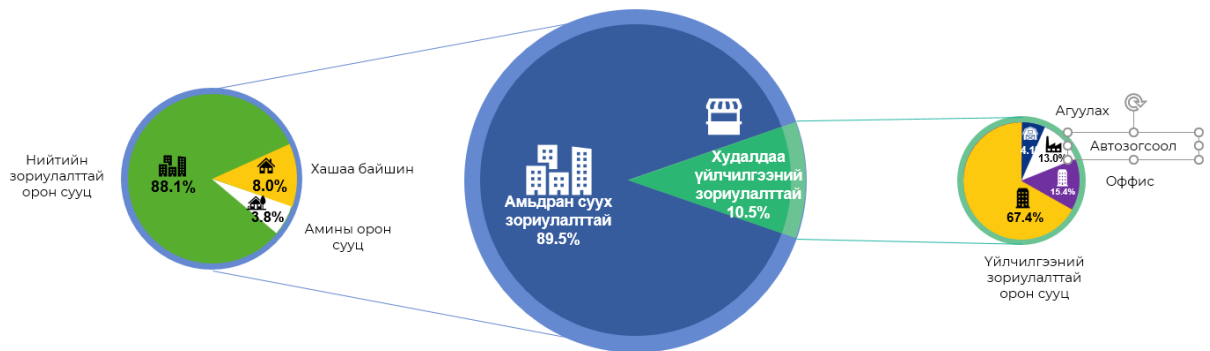 Нийтийн
зориулалттай
орон сууц
88.1%
8.0%
3.8%
Хашаа байшин
Амины орон
сууц
Амьдран суух
зориулалттай
89.5%
Худалдаа
үйлчилгээний
зориулалттай
10.5%
Агуулах
4.1
Автозогсоол
13.0%
Оффис
15.4%
67.4%
Үйлчилгээний
зориулалттай
орон сууц